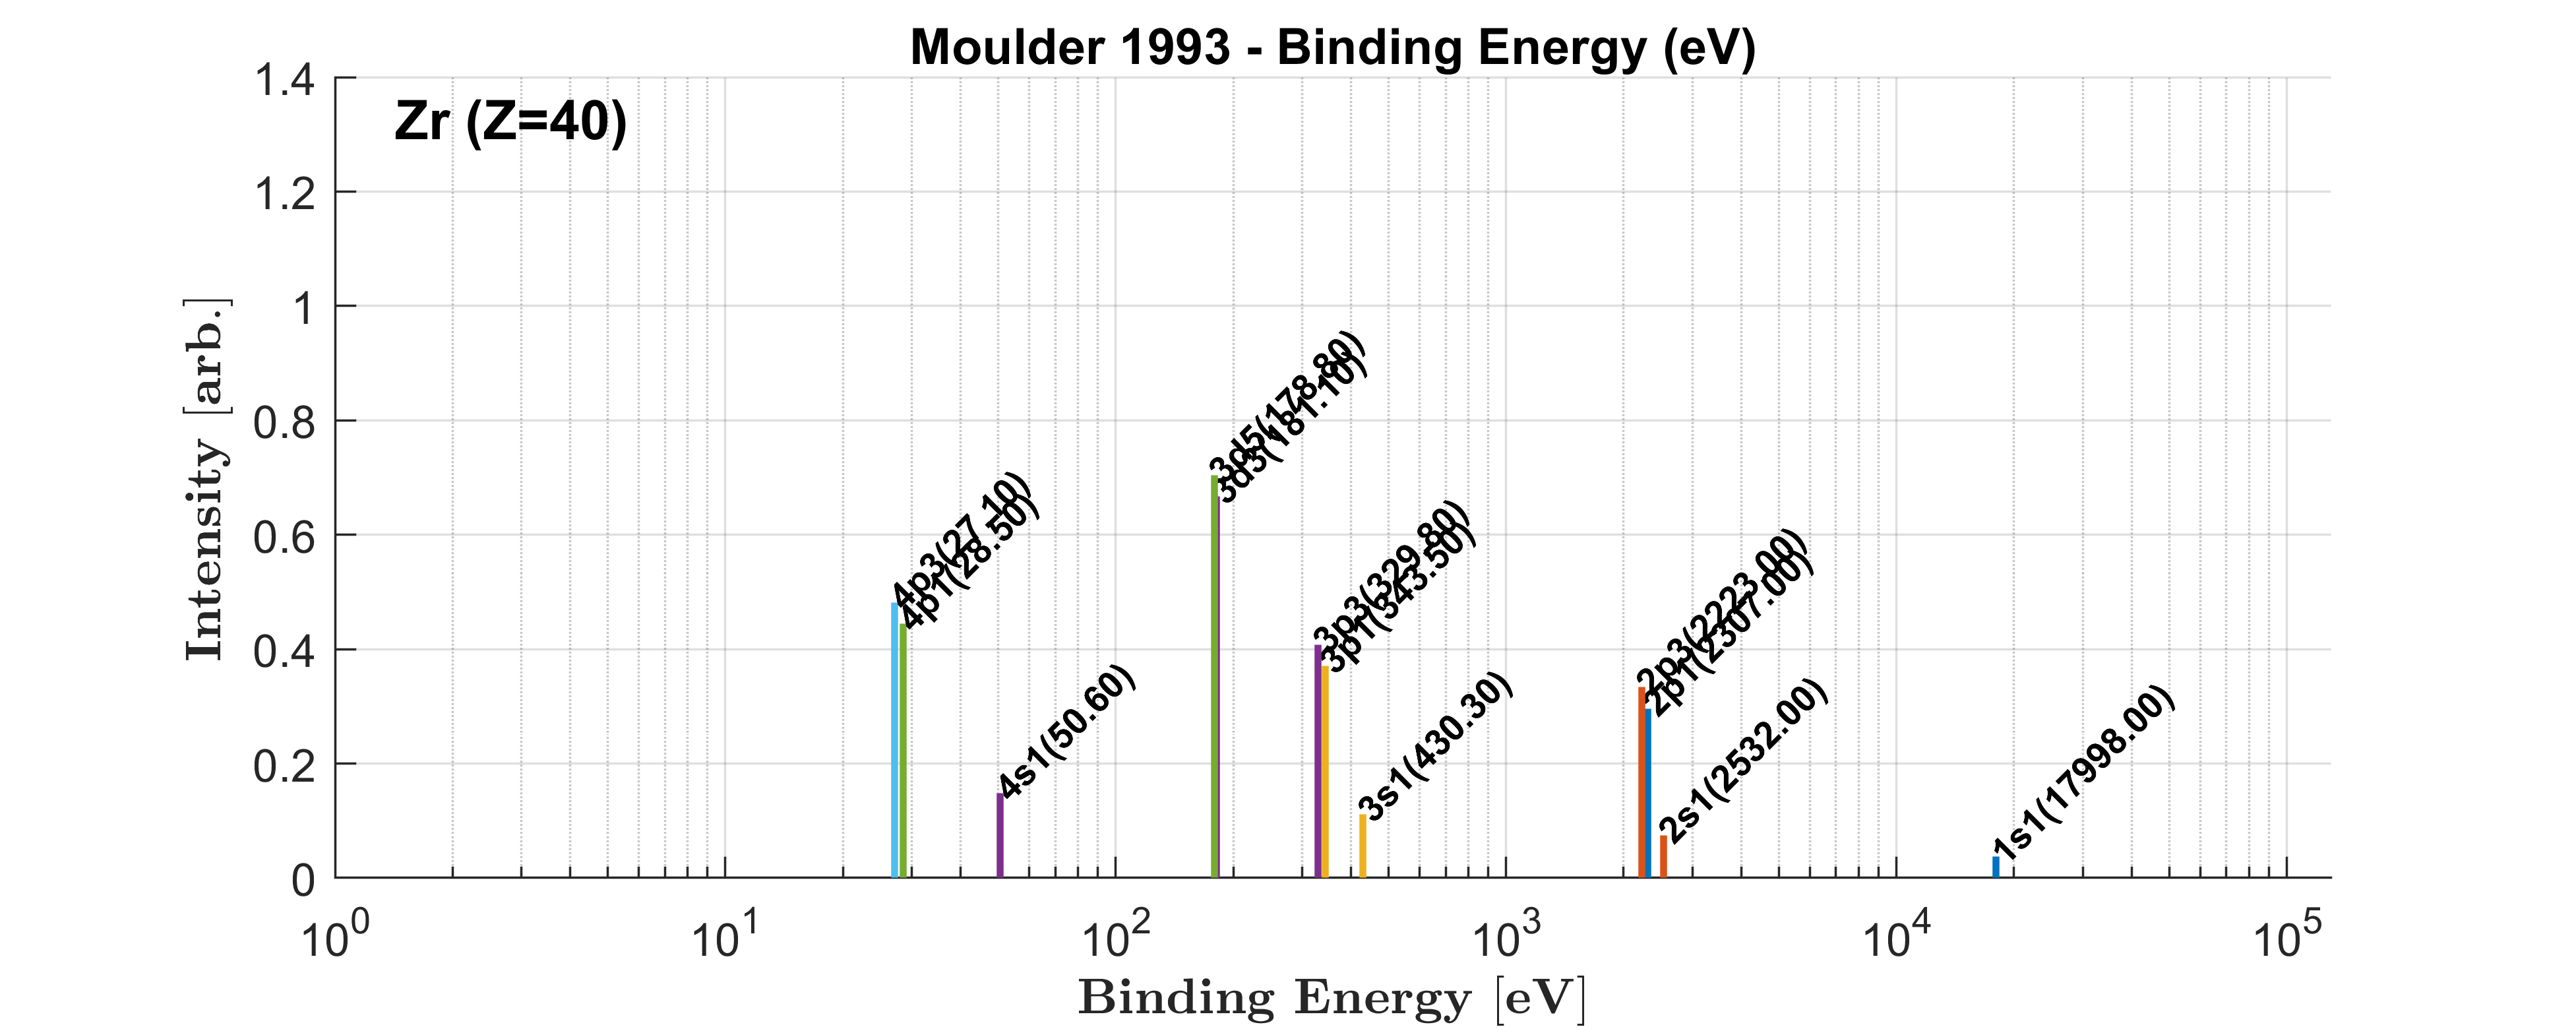 Moulder 1993 - Binding Energy (eV)
Zr (Z=40)
1.4
1.2
1
0.8
0.6
0.4
0.2
0
Intensity [arb.]
4p3(27.10)
4p1(28.50)
4s1(50.60)
3d5(178.80)
3d3(181.10)
3p3(329.80)
3p1(343.50)
3s1(430.30)
2p3(2223.00)
2p1(2307.00)
2s1(2532.00)
1s1(17998.00)
10^0 10^1 10^2 10^3 10^4 10^5
Binding Energy [eV]